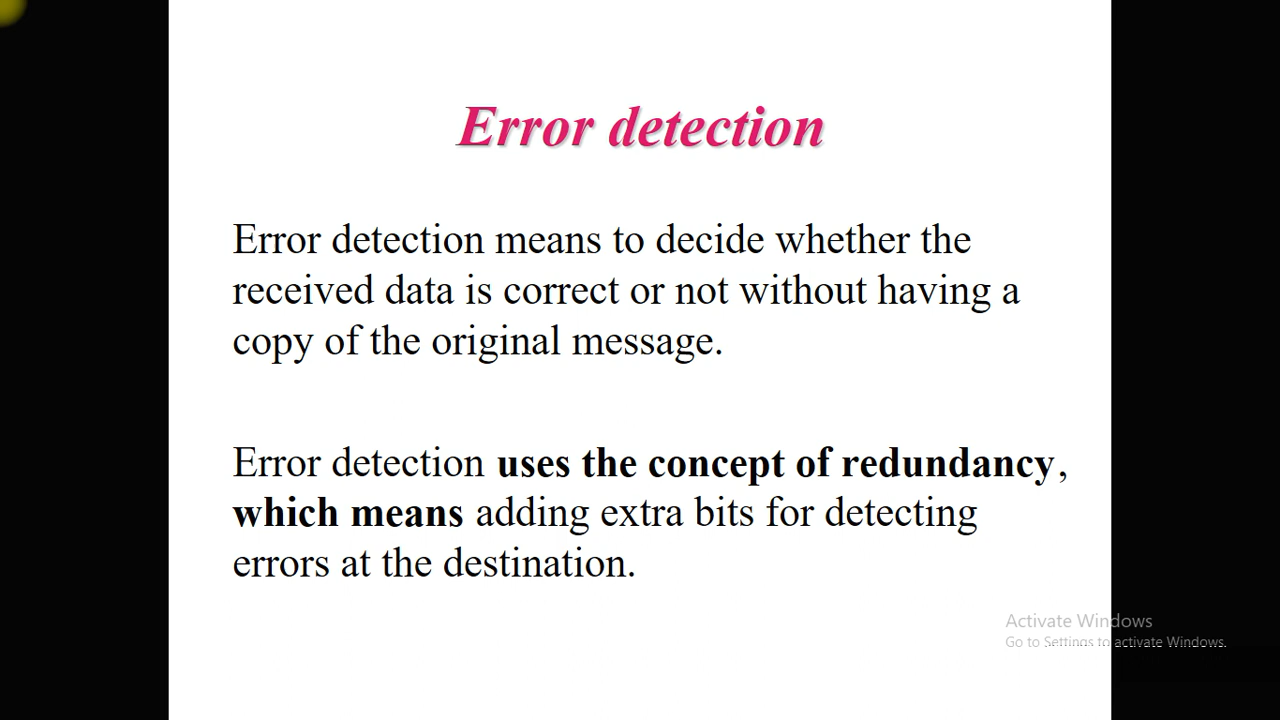 Error detection
Error detection means to decide whether the
received data is correct or not without having a
copy of the original message.
Error detection uses the concept of redundancy,
which means adding extra bits for detecting
errors at the destination.
Activate Windows
Go to Settings to activate Windows.